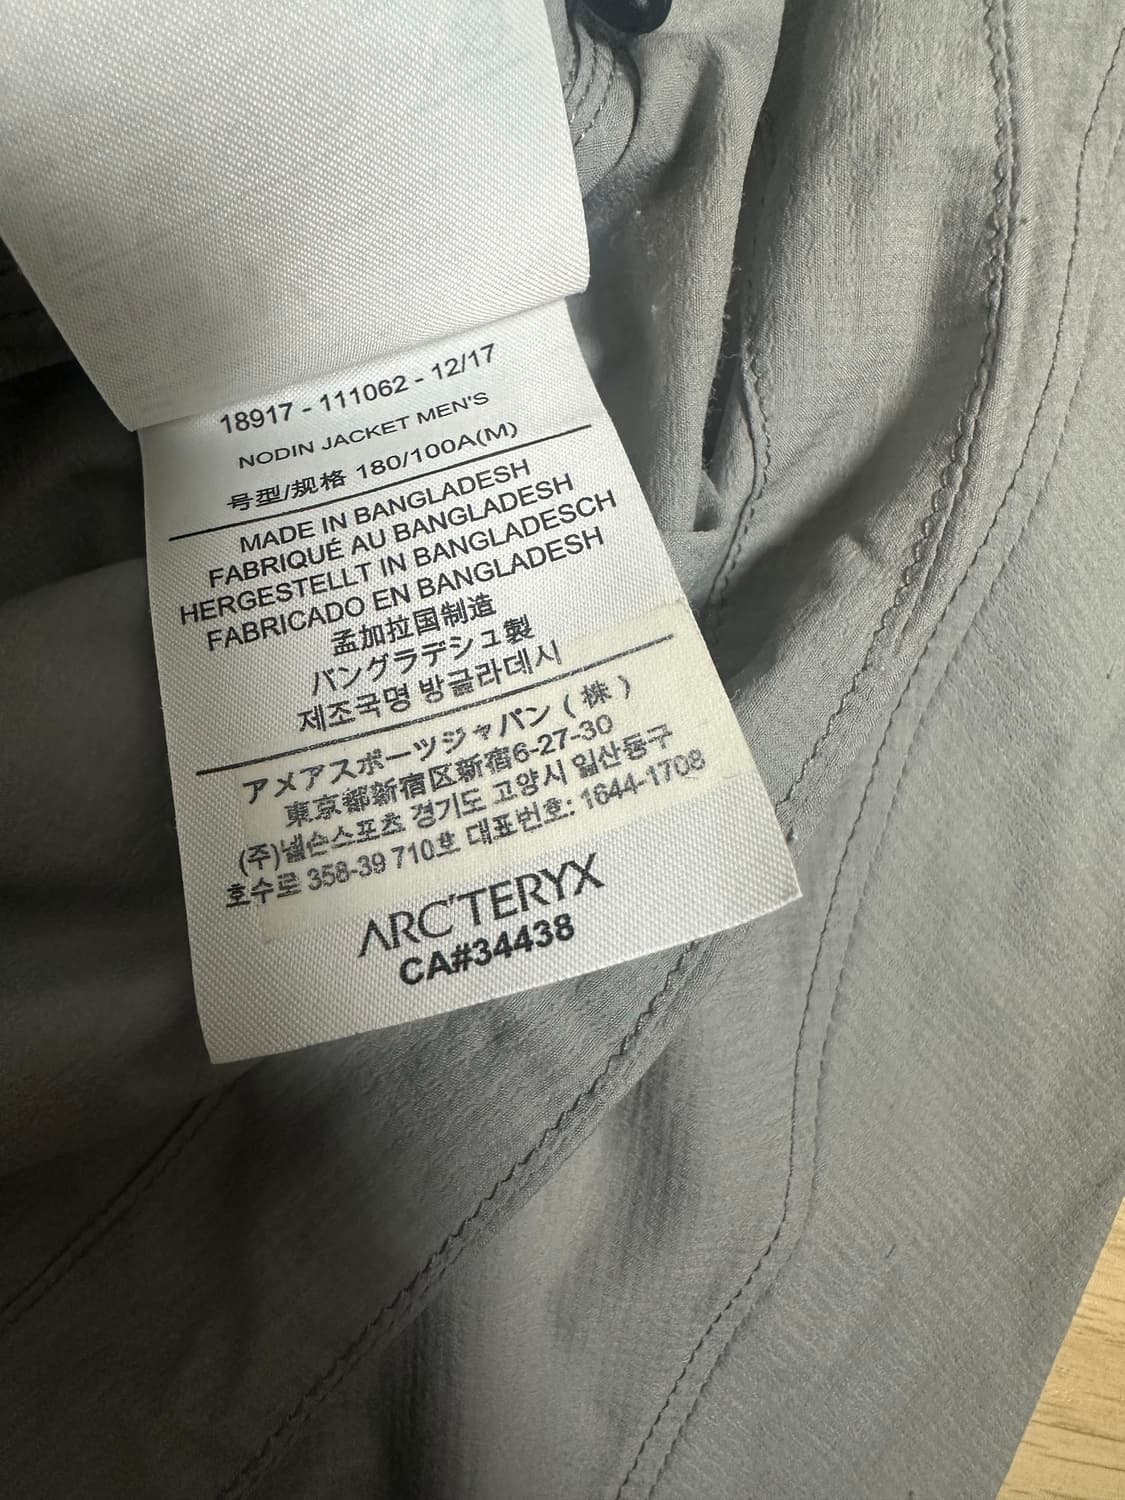 18917 - 111062 - 12/17
NODIN JACKET MEN'S
号型/规格 180/100A(M)
MADE IN BANGLADESH
FABRIQUÉ AU BANGLADESH
HERGESTELLT IN BANGLADESCH
FABRICADO EN BANGLADESH
孟加拉国制造
バングラデシュ製
제조국명 방글라데시
アメアスポーツジャパン ( 株 )
東京都新宿区新宿6-27-30
(주)넬슨스포츠 경기도 고양시 일산동구
호수로 358-39 710호 대표번호: 1644-1708
ARC'TERYX
CA#34438